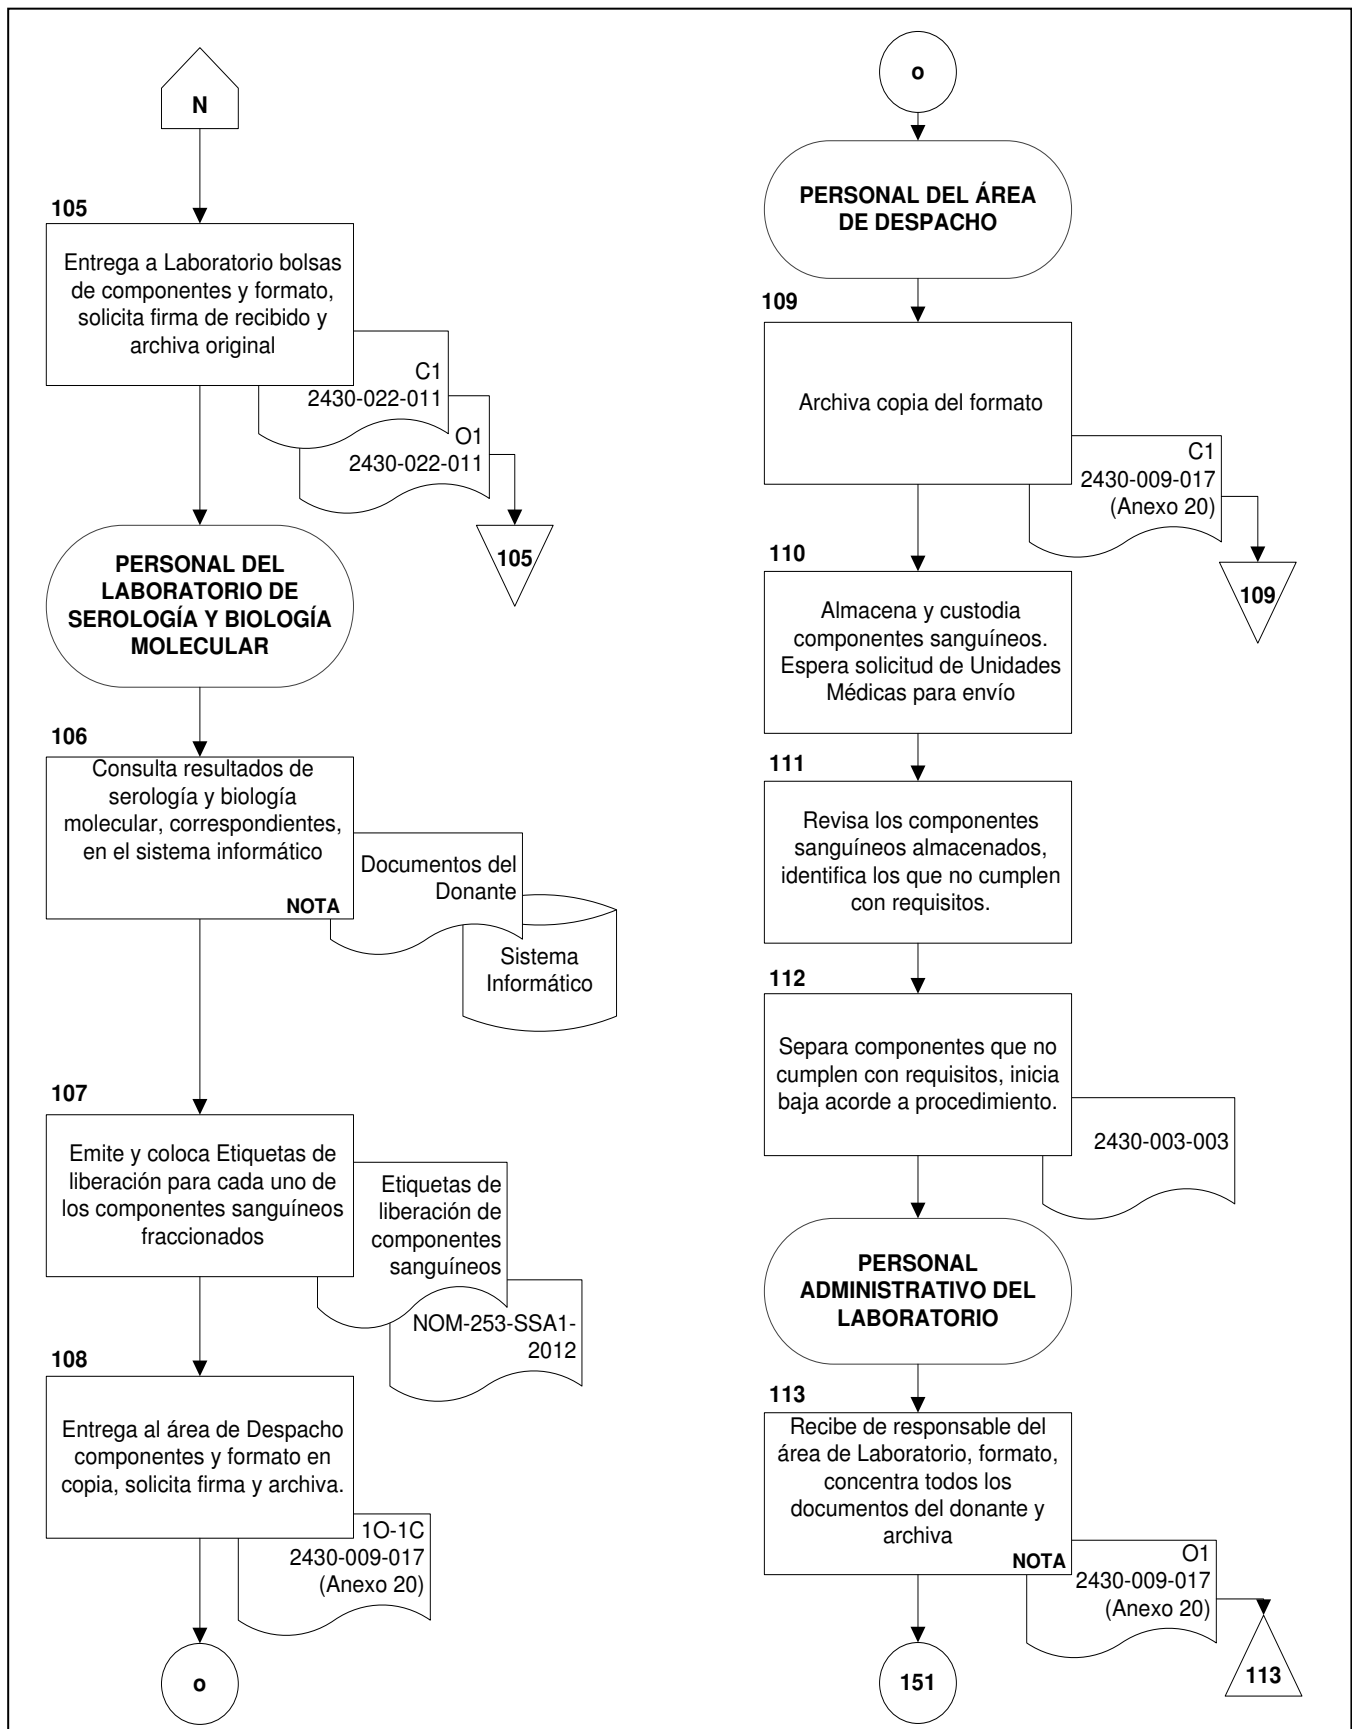 N
105
Entrega a Laboratorio bolsas
de componentes y formato,
solicita firma de recibido y
archiva original
C1
2430-022-011
O1
2430-022-011
105
PERSONAL DEL
LABORATORIO DE
SEROLOGÍA Y BIOLOGÍA
MOLECULAR
106
Consulta resultados de
serología y biología
molecular, correspondientes,
en el sistema informático
NOTA
Documentos del
Donante
Sistema
Informático
107
Emite y coloca Etiquetas de
liberación para cada uno de
los componentes sanguíneos
fraccionados
Etiquetas de
liberación de
componentes
sanguíneos
NOM-253-SSA1-
2012
108
Entrega al área de Despacho
componentes y formato en
copia, solicita firma y archiva.
1O-1C
2430-009-017
(Anexo 20)
o
o
PERSONAL DEL ÁREA
DE DESPACHO
109
Archiva copia del formato
C1
2430-009-017
(Anexo 20)
109
110
Almacena y custodia
componentes sanguíneos.
Espera solicitud de Unidades
Médicas para envío
111
Revisa los componentes
sanguíneos almacenados,
identifica los que no cumplen
con requisitos.
112
Separa componentes que no
cumplen con requisitos, inicia
baja acorde a procedimiento.
2430-003-003
PERSONAL
ADMINISTRATIVO DEL
LABORATORIO
113
Recibe de responsable del
área de Laboratorio, formato,
concentra todos los
documentos del donante y
archiva
NOTA
O1
2430-009-017
(Anexo 20)
113
151